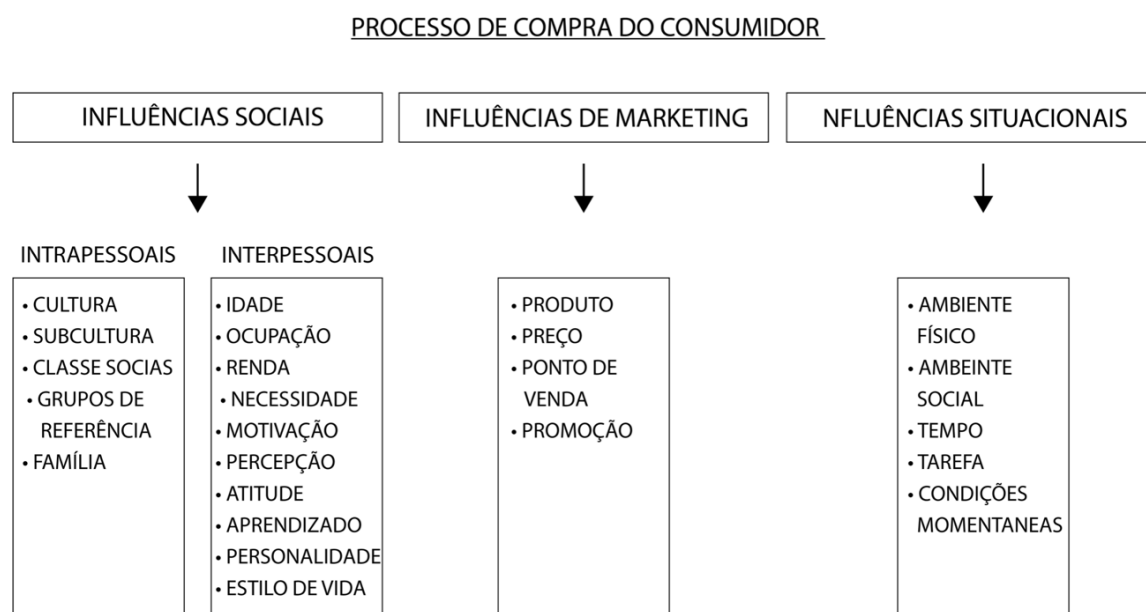 PROCESSO DE COMPRA DO CONSUMIDOR
INFLUÊNCIAS SOCIAIS
INFLUÊNCIAS DE MARKETING
NFLUÊNCIAS SITUACIONAIS
INTRAPESSOAIS
• CULTURA
• SUBCULTURA
• CLASSE SOCIAS
• GRUPOS DE
REFERÊNCIA
• FAMÍLIA
INTERPESSOAIS
• IDADE
• OCUPAÇÃO
• RENDA
• NECESSIDADE
• MOTIVAÇÃO
• PERCEPÇÃO
• ATITUDE
• APRENDIZADO
• PERSONALIDADE
• ESTILO DE VIDA
• PRODUTO
• PREÇO
• PONTO DE
VENDA
• PROMOÇÃO
• AMBIENTE
FÍSICO
• AMBEINTE
SOCIAL
• TEMPO
• TAREFA
• CONDIÇÕES
MOMENTANEAS